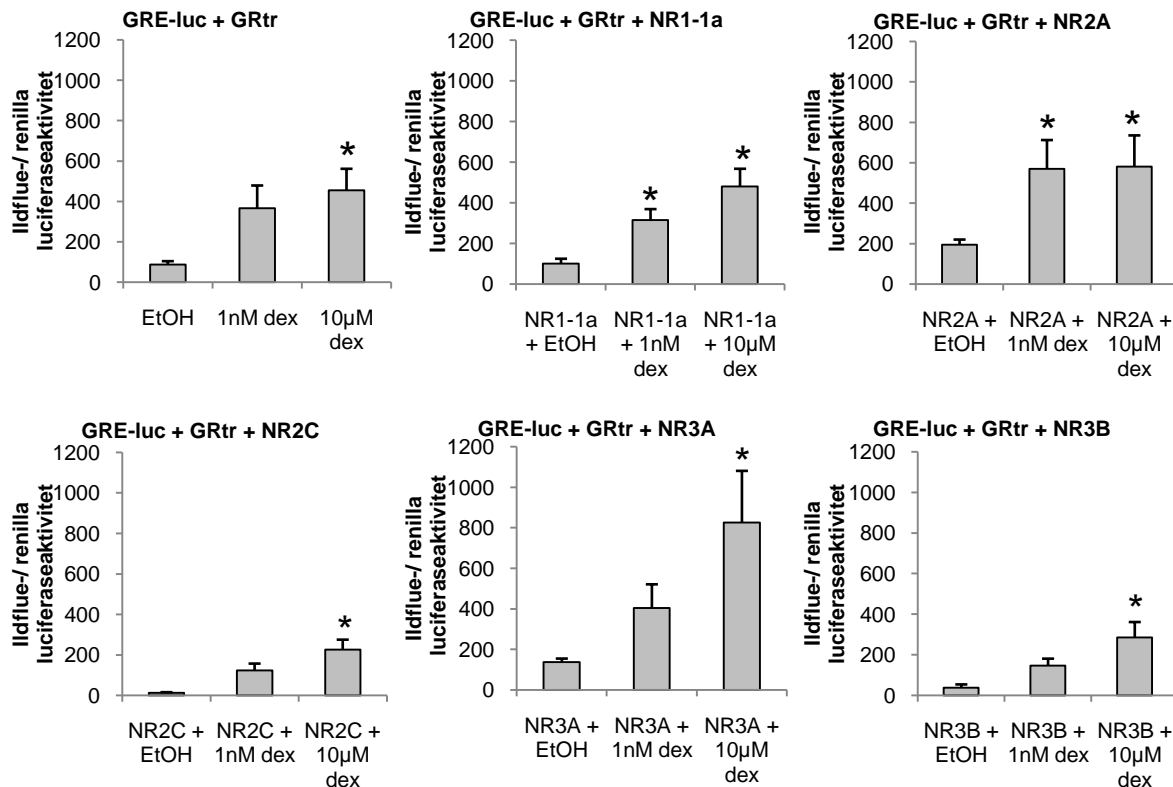 GRE-luc + GRtr
Ildflue-/ renilla
luciferaseaktivitet
1200
1000
800
600
400
200
0
*
EtOH
1nM dex
10µM
dex
GRE-luc + GRtr + NR1-1a
Ildflue-/ renilla
luciferaseaktivitet
1200
1000
800
600
400
200
0
*
*
NR1-1a
+ EtOH
NR1-1a
+ 1nM
dex
NR1-1a
+ 10µM
dex
GRE-luc + GRtr + NR2A
Ildflue-/ renilla
luciferaseaktivitet
1200
1000
800
600
400
200
0
*
*
NR2A +
EtOH
NR2A +
1nM dex
NR2A +
10µM
dex
GRE-luc + GRtr + NR2C
Ildflue-/ renilla
luciferaseaktivitet
1200
1000
800
600
400
200
0
*
NR2C +
EtOH
NR2C +
1nM dex
NR2C +
10µM
dex
GRE-luc + GRtr + NR3A
Ildflue-/ renilla
luciferaseaktivitet
1200
1000
800
600
400
200
0
*
NR3A +
EtOH
NR3A +
1nM dex
NR3A +
10µM
dex
GRE-luc + GRtr + NR3B
Ildflue-/ renilla
luciferaseaktivitet
1200
1000
800
600
400
200
0
*
NR3B +
EtOH
NR3B +
1nM dex
NR3B +
10µM
dex